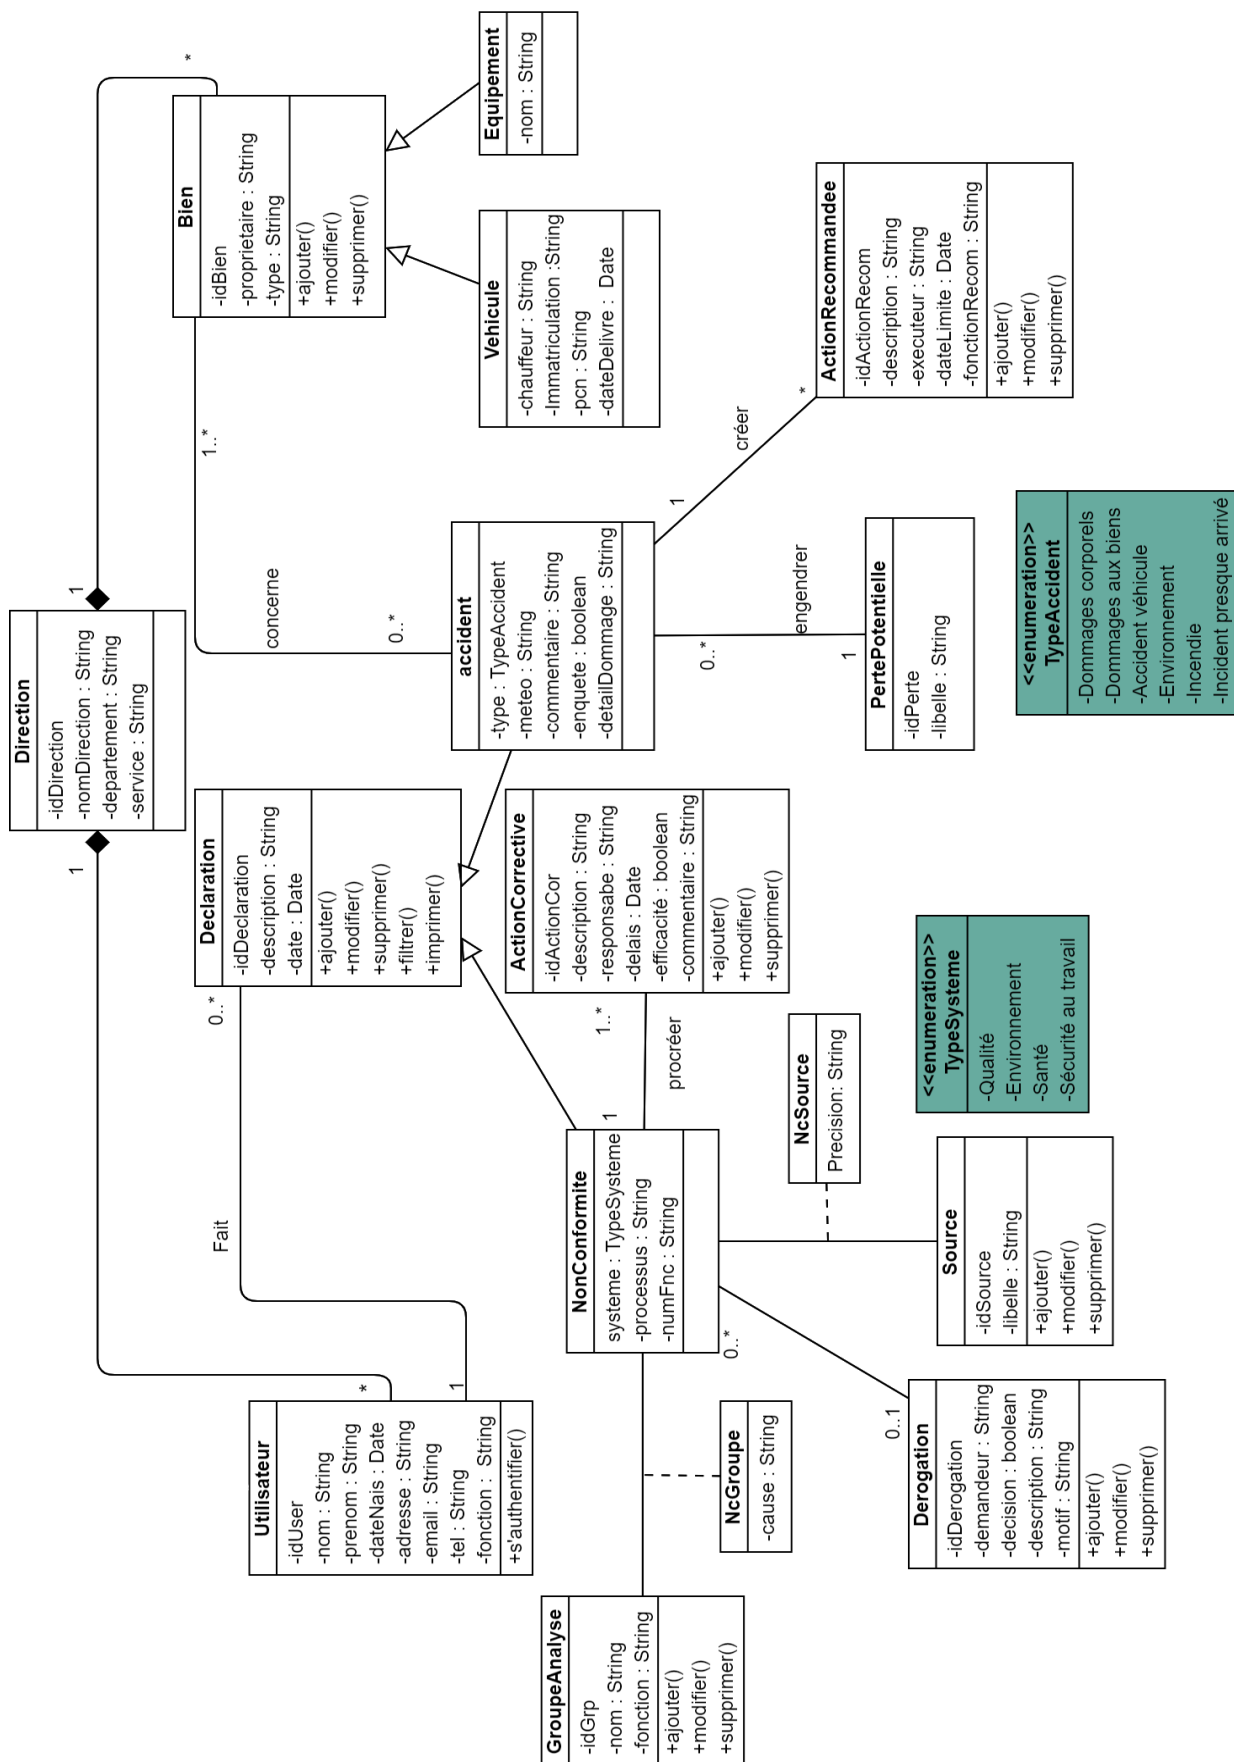 Direction
-idDirection
-nomDirection : String
-departement : String
-service : String
1
*
1
*
Bien
-idBien
-proprietaire : String
-type : String
+ajouter()
+modifier()
+supprimer()
Equipement
-nom : String
Vehicule
-chauffeur : String
-Immatriculation :String
-pcn : String
-dateDelivre : Date
1..*
concerne
0..*
Utilisateur
-idUser
-nom : String
-prenom : String
-dateNais : Date
-adresse : String
-email : String
-tel : String
-fonction : String
+s'authentifier()
1
Fait
0..*
Declaration
-idDeclaration
-description : String
-date : Date
+ajouter()
+modifier()
+supprimer()
+filtrer()
+imprimer()
accident
-type : TypeAccident
-meteo : String
-commentaire : String
-enquete : boolean
-detailDommage : String
1
créer
*
ActionRecommandee
-idActionRecom
-description : String
-executeur : String
-dateLimite : Date
-fonctionRecom : String
+ajouter()
+modifier()
+supprimer()
0..*
engendrer
1
PertePotentielle
-idPerte
-libelle : String
ActionCorrective
-idActionCor
-description : String
-responsabe : String
-delais : Date
-efficacité : boolean
-commentaire : String
+ajouter()
+modifier()
+supprimer()
1..*
procréer
1
NonConformite
systeme : TypeSysteme
-processus : String
-numFnc : String
0..*
GroupeAnalyse
-idGrp
-nom : String
-fonction : String
+ajouter()
+modifier()
+supprimer()
NcGroupe
-cause : String
NcSource
Precision: String
0..1
Derogation
-idDerogation
-demandeur : String
-decision : boolean
-description : String
-motif : String
+ajouter()
+modifier()
+supprimer()
Source
-idSource
-libelle : String
+ajouter()
+modifier()
+supprimer()
<<enumeration>>
TypeSysteme
-Qualité
-Environnement
-Santé
-Sécurité au travail
<<enumeration>>
TypeAccident
-Dommages corporels
-Dommages aux biens
-Accident véhicule
-Environnement
-Incendie
-Incident presque arrivé